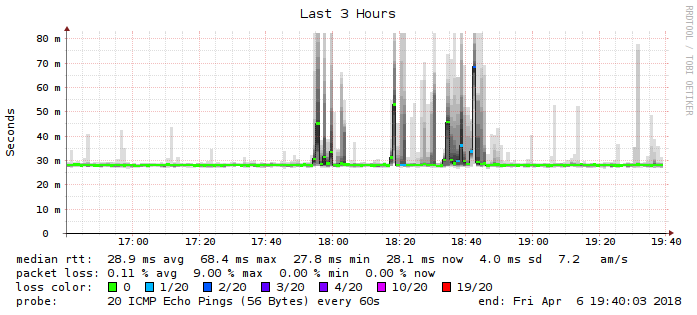 Last 3 Hours
RRDTOOL / TOBI OETIKER
Seconds
80 m
70 m
60 m
50 m
40 m
30 m
20 m
10 m
0
17:00 17:20 17:40 18:00 18:20 18:40 19:00 19:20 19:40
median rtt: 28.9 ms avg 68.4 ms max 27.8 ms min 28.1 ms now 4.0 ms sd 7.2 am/s
packet loss: 0.11 % avg 9.00 % max 0.00 % min 0.00 % now
loss color: 0 1/20 2/20 3/20 4/20 10/20 19/20
probe: 20 ICMP Echo Pings (56 Bytes) every 60s end: Fri Apr 6 19:40:03 2018